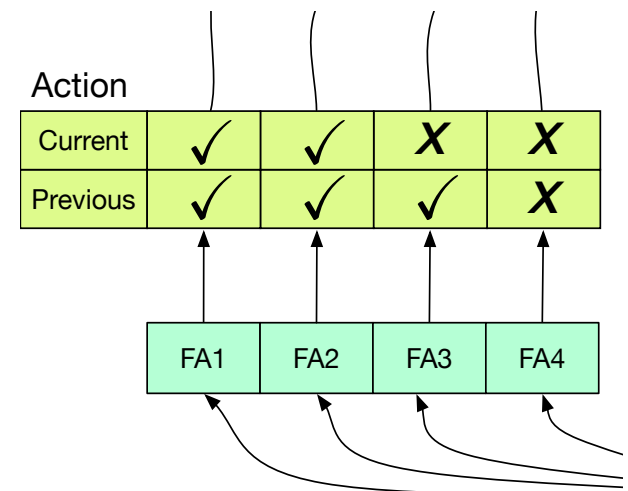 Action
Current ✓ ✓ X X
Previous ✓ ✓ ✓ X
FA1 FA2 FA3 FA4